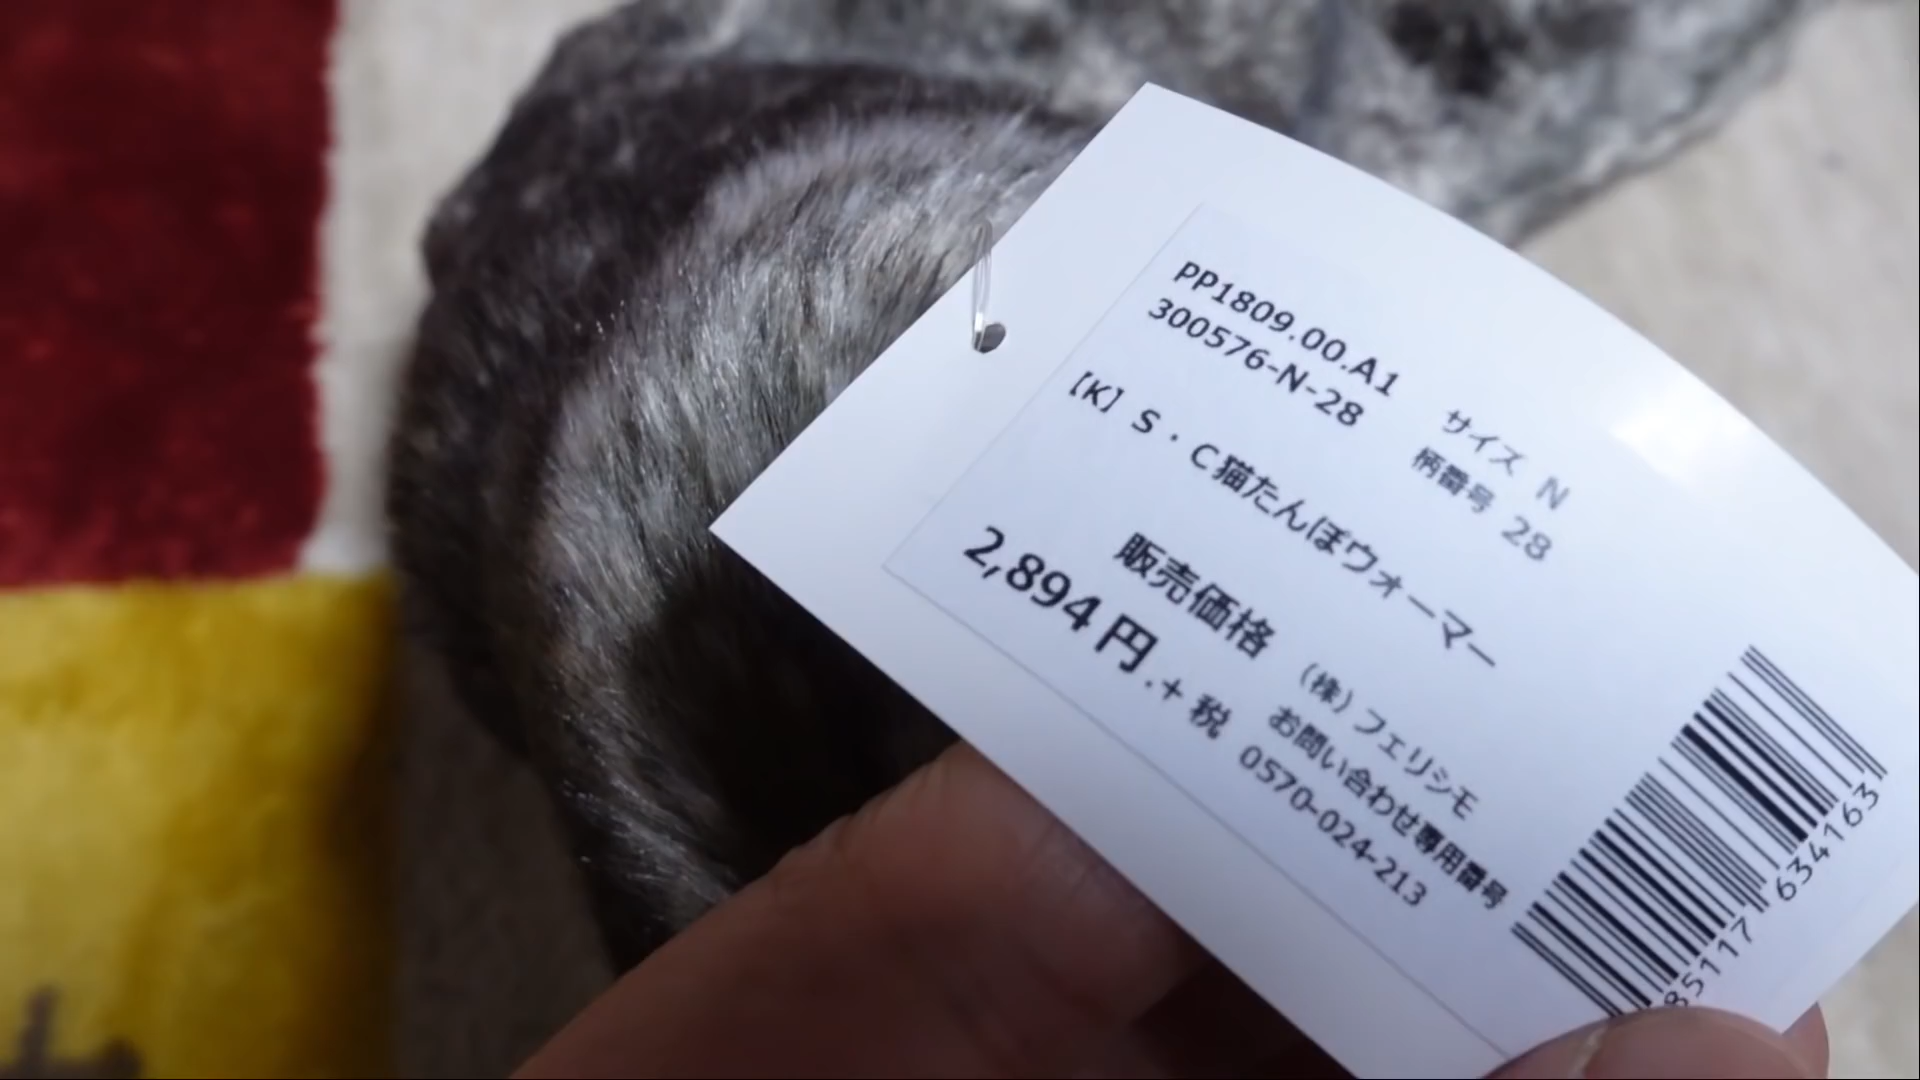 PP1809.00.A1
300576-N-28
サイズ N
柄番号 28
【K】S・C猫たんぽウォーマー
販売価格
2,894円.+税
(株)フェリシモ
お問い合わせ専用番号
0570-024-213
85117 634163